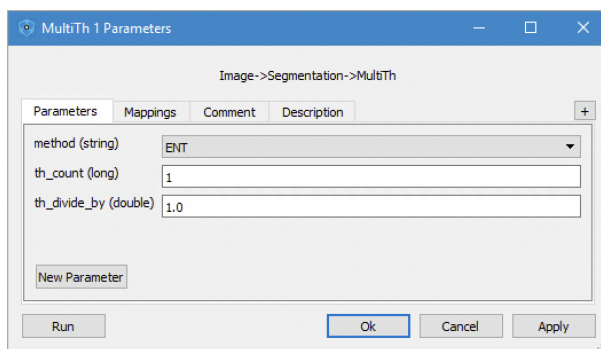 MultiTh 1 Parameters
Image->Segmentation->MultiTh
Parameters Mappings Comment Description +
method (string) ENT
th_count (long) 1
th_divide_by (double) 1.0
New Parameter
Run Ok Cancel Apply